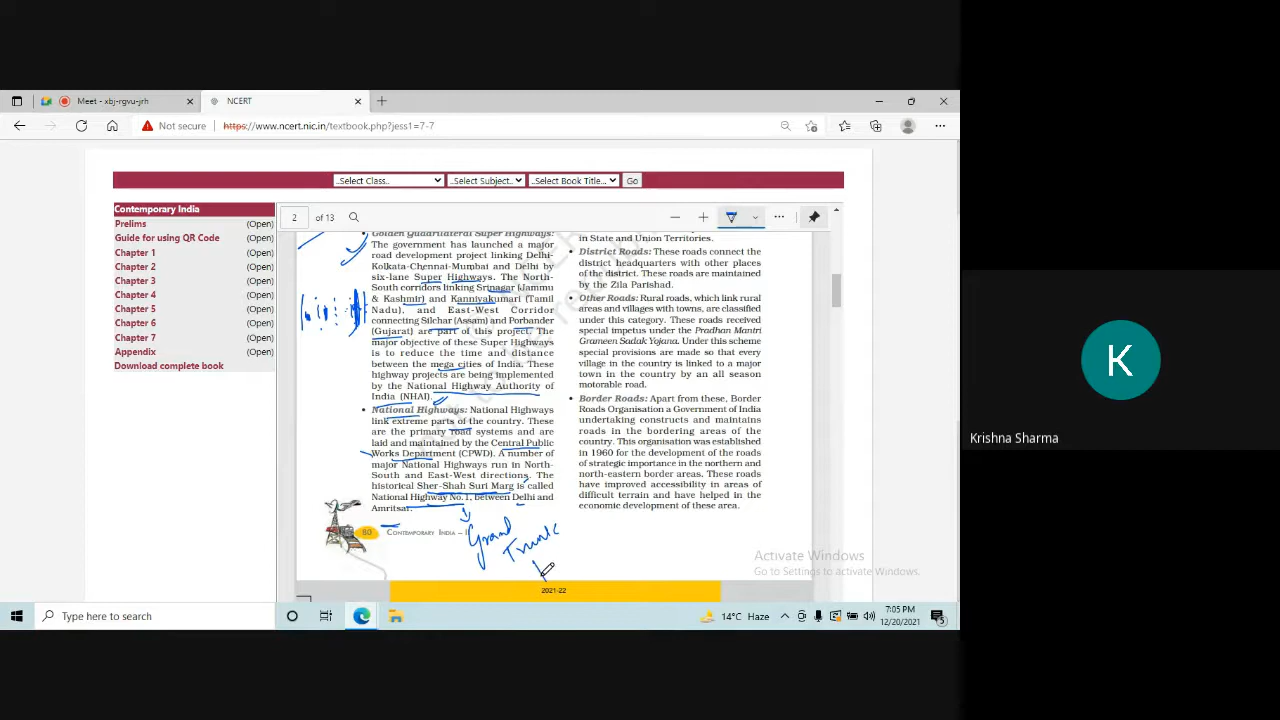 Meet - xbj-rgvu-jrh
NCERT
Not secure
https://www.ncert.nic.in/textbook.php?jess1=7-7
..Select Class..
..Select Subject..
..Select Book Title...
Go
Contemporary India
Prelims (Open)
Guide for using QR Code (Open)
Chapter 1 (Open)
Chapter 2 (Open)
Chapter 3 (Open)
Chapter 4 (Open)
Chapter 5 (Open)
Chapter 6 (Open)
Chapter 7 (Open)
Appendix (Open)
Download complete book
2 of 13
• Golden Quadrilateral Super Highways:
The government has launched a major
road development project linking Delhi-
Kolkata-Chennai-Mumbai and Delhi by
six-lane Super Highways. The North-
South corridors linking Srinagar (Jammu
& Kashmir) and Kanniyakumari (Tamil
Nadu), and East-West Corridor
connecting Silchar (Assam) and Porbander
(Gujarat) are part of this project. The
major objective of these Super Highways
is to reduce the time and distance
between the mega cities of India. These
highway projects are being implemented
by the National Highway Authority of
India (NHAI).
• National Highways: National Highways
link extreme parts of the country. These
are the primary road systems and are
laid and maintained by the Central Public
Works Department (CPWD). A number of
major National Highways run in North-
South and East-West directions. The
historical Sher-Shah Suri Marg is called
National Highway No.1, between Delhi and
Amritsar.
80 CONTEMPORARY INDIA – II
Grand
Trunk
in State and Union Territories.
• District Roads: These roads connect the
district headquarters with other places
of the district. These roads are maintained
by the Zila Parishad.
• Other Roads: Rural roads, which link rural
areas and villages with towns, are classified
under this category. These roads received
special impetus under the Pradhan Mantri
Grameen Sadak Yojana. Under this scheme
special provisions are made so that every
village in the country is linked to a major
town in the country by an all season
motorable road.
• Border Roads: Apart from these, Border
Roads Organisation a Government of India
undertaking constructs and maintains
roads in the bordering areas of the
country. This organisation was established
in 1960 for the development of the roads
of strategic importance in the northern and
north-eastern border areas. These roads
have improved accessibility in areas of
difficult terrain and have helped in the
economic development of these area.
2021-22
Activate Windows
Go to Settings to activate Windows.
Type here to search
14°C Haze
7:05 PM
12/20/2021
5
K
Krishna Sharma